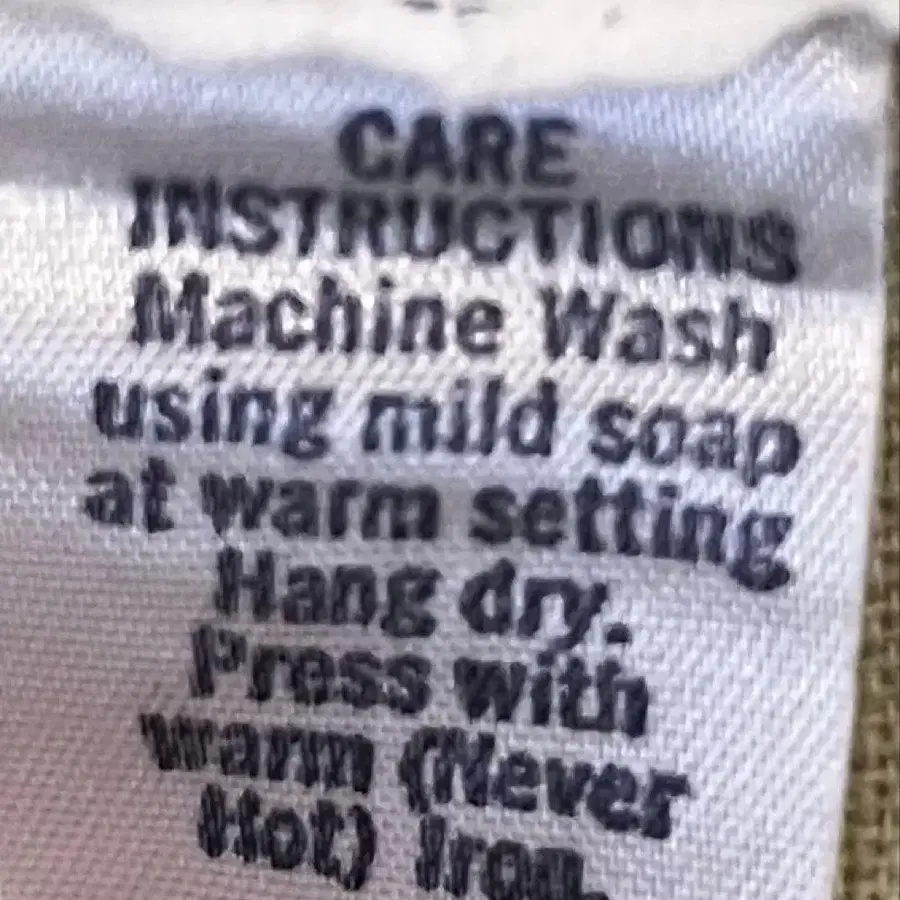 CARE
INSTRUCTIONS
Machine Wash
using mild soap
at warm setting
Hang dry.
Press with
warm (Never
Hot) Iron.